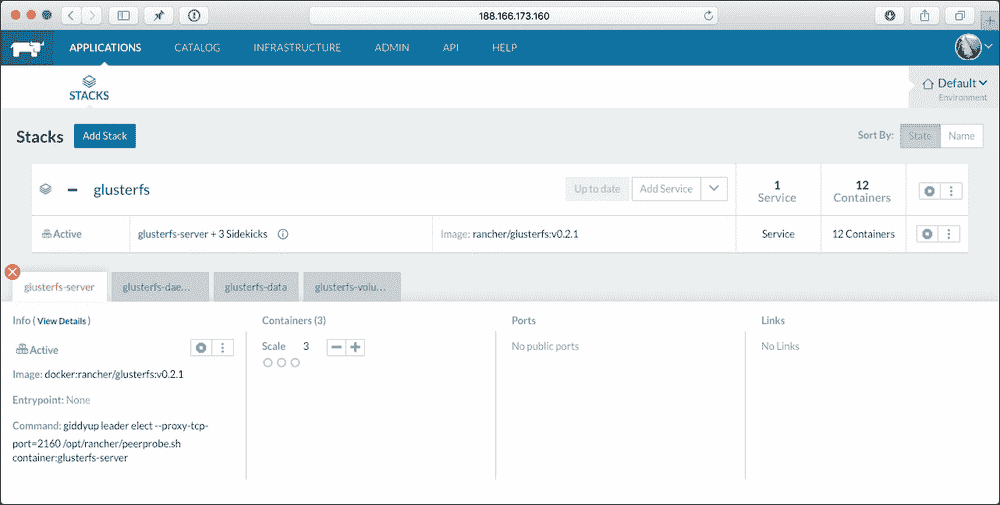 188.166.173.160
APPLICATIONS CATALOG INFRASTRUCTURE ADMIN API HELP
STACKS
Default
Environment
Stacks Add Stack Sort By: State Name
glusterfs Up to date Add Service 1 Service 12 Containers
Active glusterfs-server + 3 Sidekicks Image: rancher/glusterfs:v0.2.1 Service 12 Containers
glusterfs-server glusterfs-dae... glusterfs-data glusterfs-volu...
Info ( View Details ) Containers (3) Ports Links
Active Scale 3 No public ports No Links
Image: docker:rancher/glusterfs:v0.2.1
Entrypoint: None
Command: giddyup leader elect --proxy-tcp-
port=2160 /opt/rancher/peerprobe.sh
container:glusterfs-server